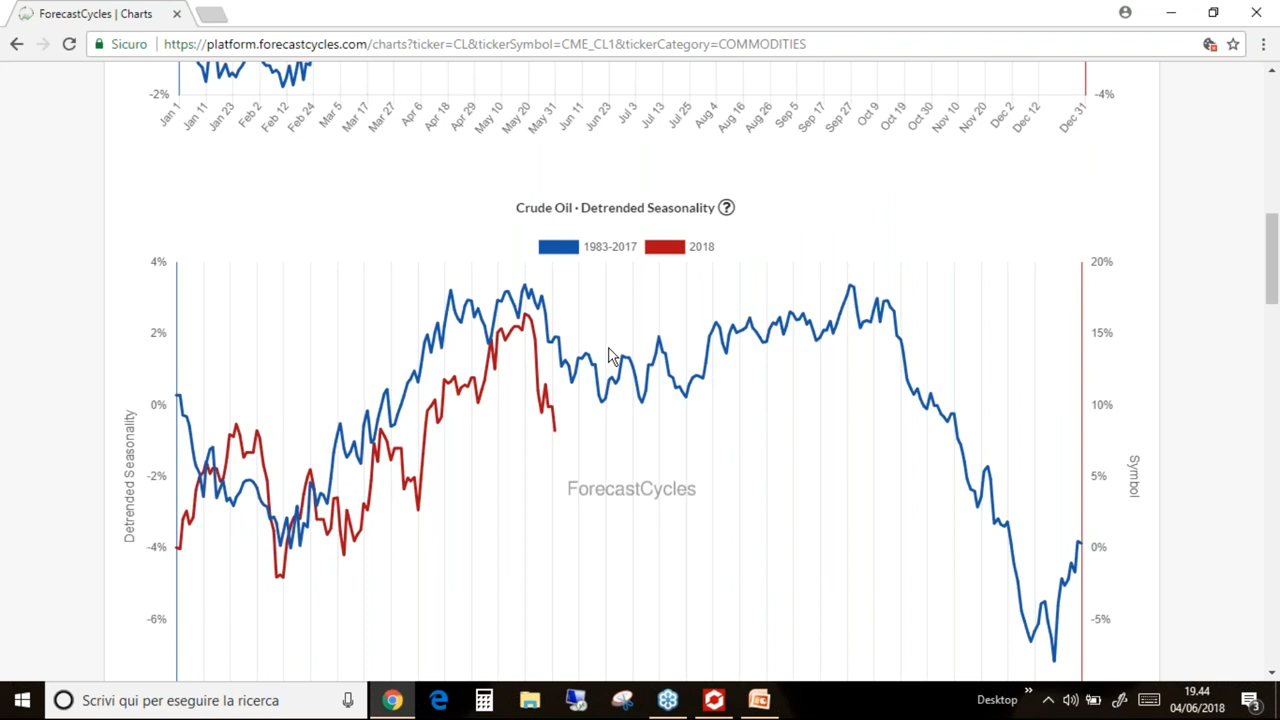 ForecastCycles | Charts
Sicuro | https://platform.forecastcycles.com/charts?ticker=CL&tickerSymbol=CME_CL1&tickerCategory=COMMODITIES
-2% -4%
Jan 1 Jan 11 Jan 23 Feb 2 Feb 12 Feb 24 Mar 5 Mar 17 Mar 27 Apr 6 Apr 18 Apr 29 May 10 May 20 May 31 Jun 11 Jun 23 Jul 3 Jul 13 Jul 25 Aug 4 Aug 16 Aug 26 Sep 5 Sep 17 Sep 27 Oct 9 Oct 19 Oct 30 Nov 10 Nov 20 Dec 2 Dec 12 Dec 31
Crude Oil · Detrended Seasonality ?
1983-2017 2018
4% 20%
2% 15%
0% 10%
-2% 5%
-4% 0%
-6% -5%
Detrended Seasonality
Symbol
ForecastCycles
Scrivi qui per eseguire la ricerca
Desktop
19.44
04/06/2018
3